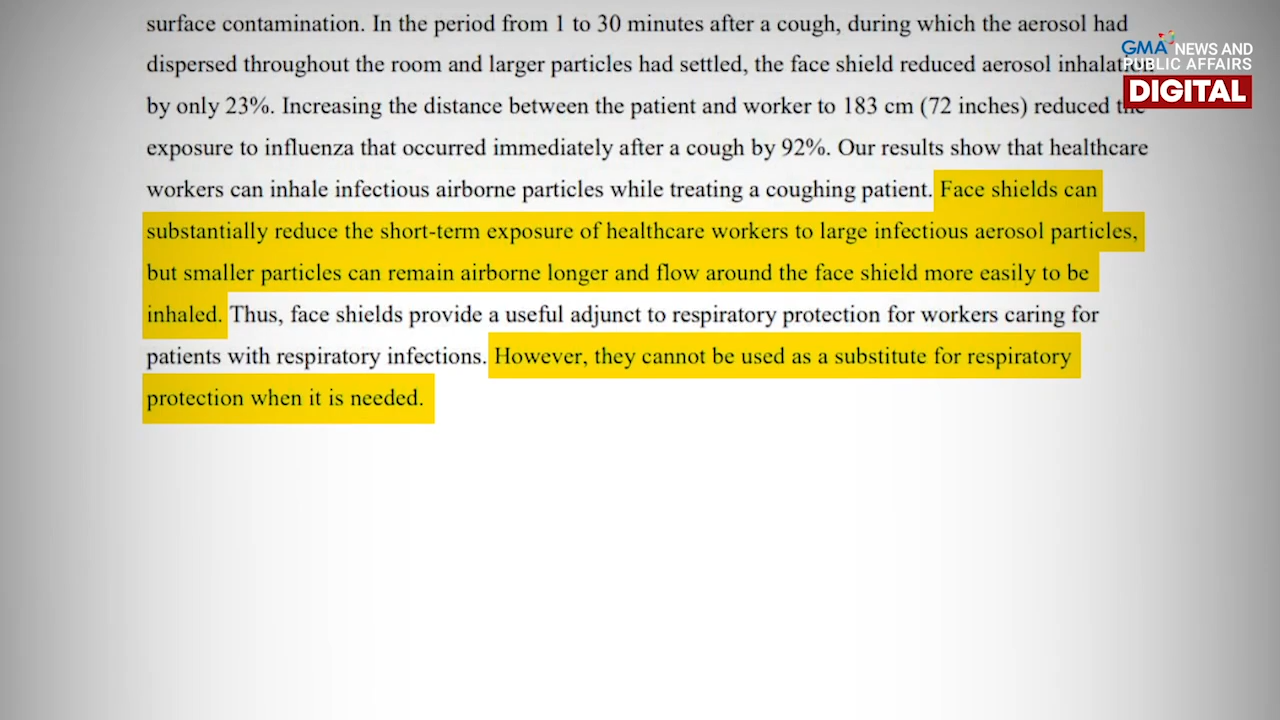 surface contamination. In the period from 1 to 30 minutes after a cough, during which the aerosol had
dispersed throughout the room and larger particles had settled, the face shield reduced aerosol
by only 23%. Increasing the distance between the patient and worker to 183 cm (72 inches) reduced the
exposure to influenza that occurred immediately after a cough by 92%. Our results show that healthcare
workers can inhale infectious airborne particles while treating a coughing patient. Face shields can
substantially reduce the short-term exposure of healthcare workers to large infectious aerosol particles,
but smaller particles can remain airborne longer and flow around the face shield more easily to be
inhaled. Thus, face shields provide a useful adjunct to respiratory protection for workers caring for
patients with respiratory infections. However, they cannot be used as a substitute for respiratory
protection when it is needed.
GMA NEWS AND
PUBLIC AFFAIRS
DIGITAL